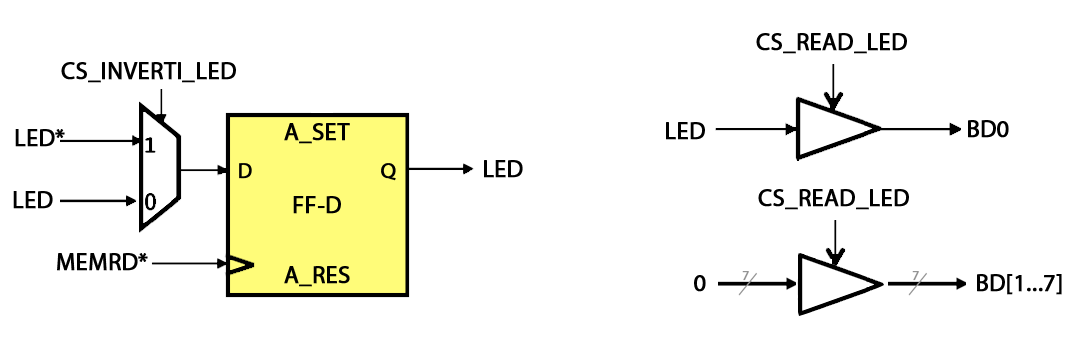 CS_INVERTI_LED
LED*
1
LED
0
MEMRD*
A_SET
D
Q
FF-D
A_RES
LED
CS_READ_LED
LED
BD0
CS_READ_LED
0
7
7
BD[1...7]